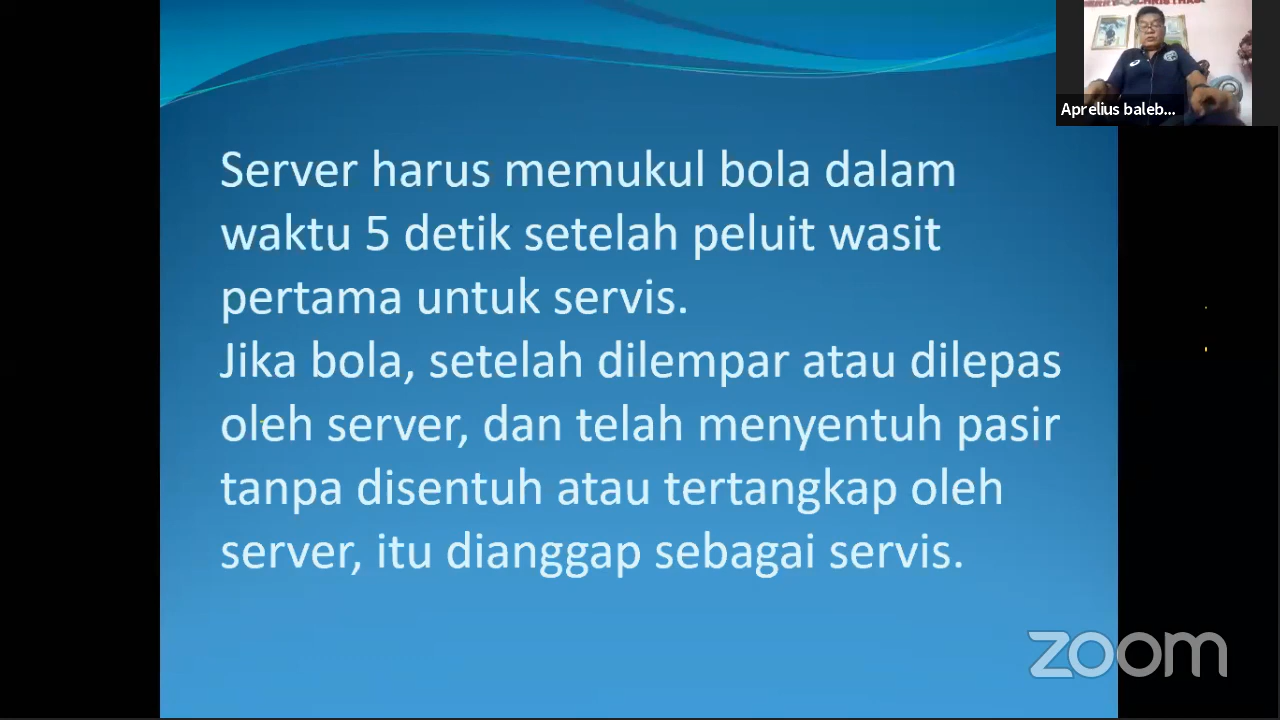 Server harus memukul bola dalam
waktu 5 detik setelah peluit wasit
pertama untuk servis.
Jika bola, setelah dilempar atau dilepas
oleh server, dan telah menyentuh pasir
tanpa disentuh atau tertangkap oleh
server, itu dianggap sebagai servis.
Aprelius baleb...
zoom